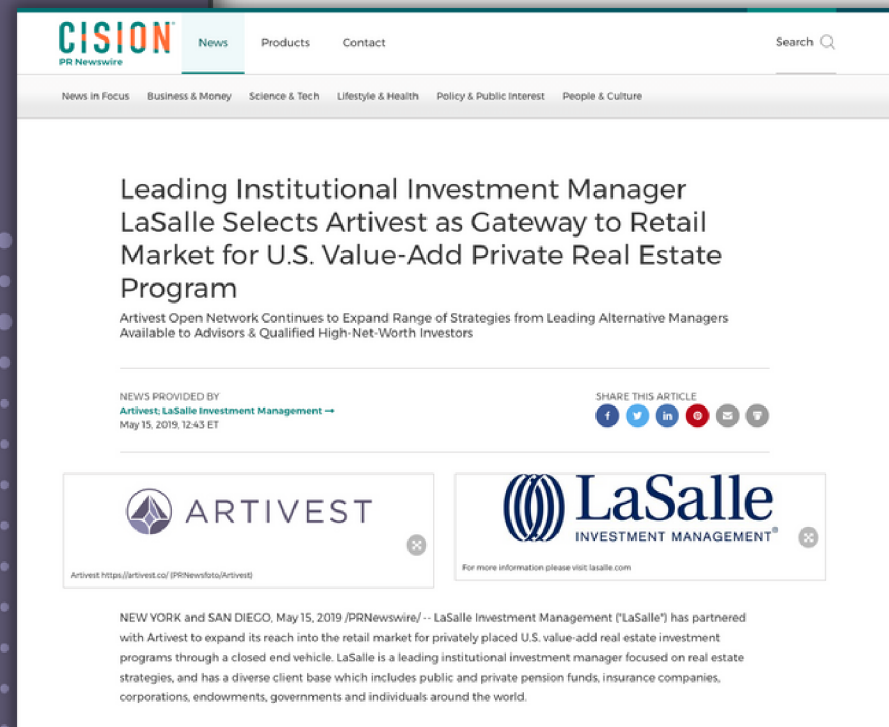 CISION
PR Newswire
News Products Contact Search
News in Focus Business & Money Science & Tech Lifestyle & Health Policy & Public Interest People & Culture
Leading Institutional Investment Manager
LaSalle Selects Artivest as Gateway to Retail
Market for U.S. Value-Add Private Real Estate
Program
Artivest Open Network Continues to Expand Range of Strategies from Leading Alternative Managers
Available to Advisors & Qualified High-Net-Worth Investors
NEWS PROVIDED BY
Artivest; LaSalle Investment Management →
May 15, 2019, 12:43 ET
SHARE THIS ARTICLE
ARTIVEST
Artivest https://artivest.co/ (PRNewsfoto/Artivest)
LaSalle
INVESTMENT MANAGEMENT®
For more information please visit lasalle.com
NEW YORK and SAN DIEGO, May 15, 2019 /PRNewswire/ -- LaSalle Investment Management ("LaSalle") has partnered
with Artivest to expand its reach into the retail market for privately placed U.S. value-add real estate investment
programs through a closed end vehicle. LaSalle is a leading institutional investment manager focused on real estate
strategies, and has a diverse client base which includes public and private pension funds, insurance companies,
corporations, endowments, governments and individuals around the world.